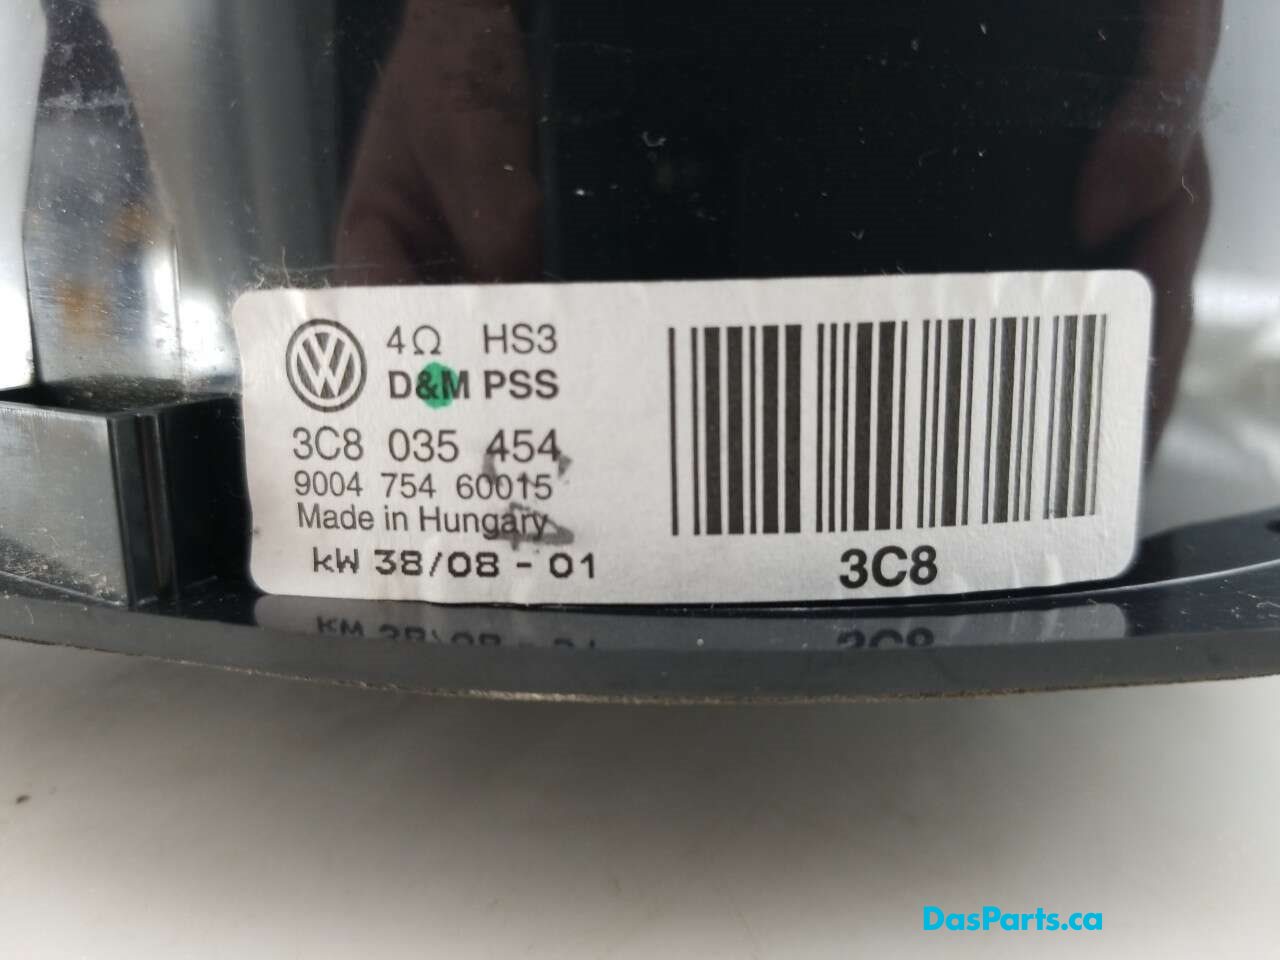 4Ω HS3
D&M PSS
3C8 035 454
9004 754 60015
Made in Hungary
kW 38/08 - 01
3C8
DasParts.ca